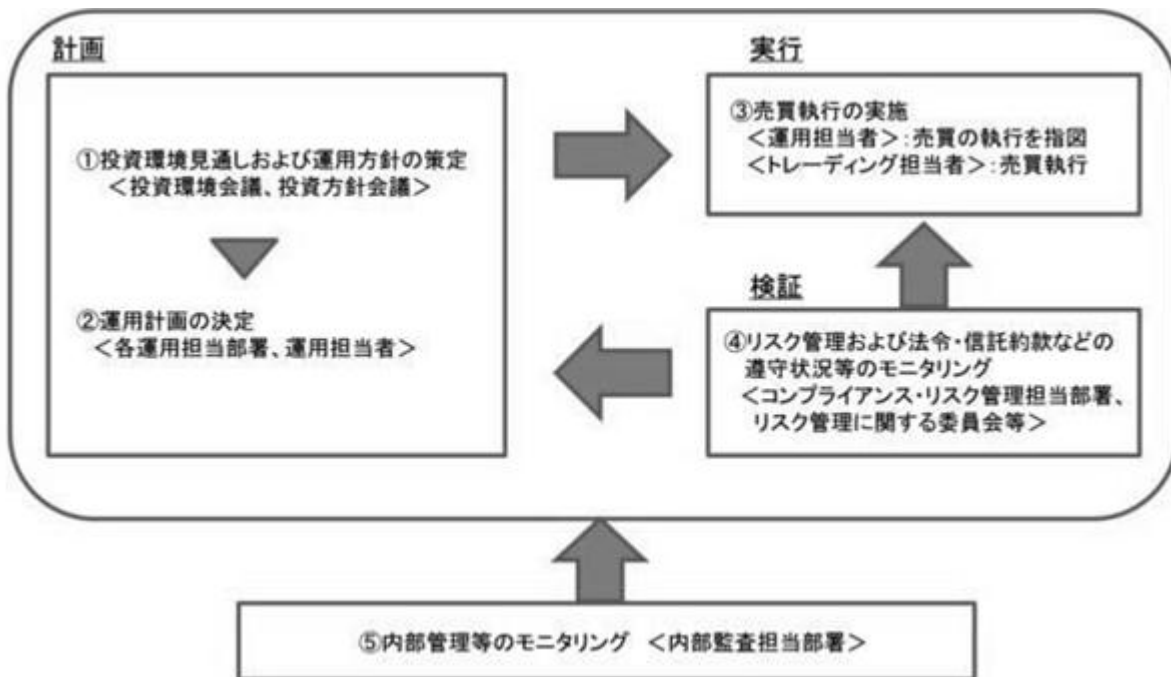 計画
①投資環境見通しおよび運用方針の策定
＜投資環境会議、投資方針会議＞
②運用計画の決定
＜各運用担当部署、運用担当者＞
実行
③売買執行の実施
＜運用担当者＞：売買の執行を指図
＜トレーディング担当者＞：売買執行
検証
④リスク管理および法令・信託約款などの
遵守状況等のモニタリング
＜コンプライアンス・リスク管理担当部署、
リスク管理に関する委員会等＞
⑤内部管理等のモニタリング　＜内部監査担当部署＞